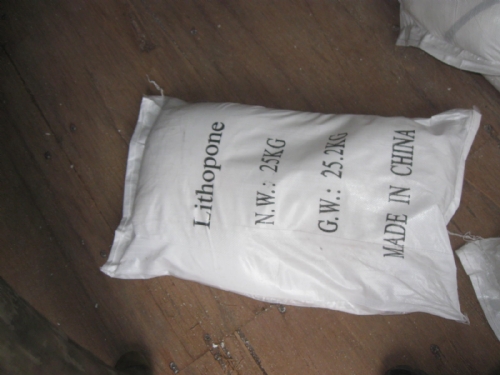 Lithopone
N.W.: 25KG
G.W.: 25.2KG
MADE IN CHINA